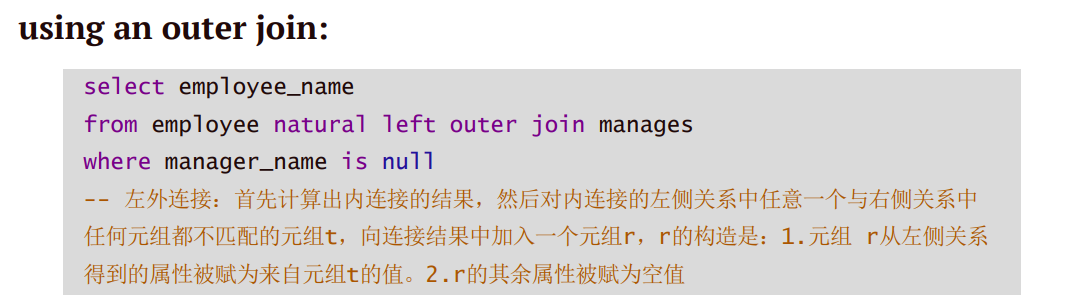 using an outer join:
select employee_name
from employee natural left outer join manages
where manager_name is null
-- 左外连接：首先计算出内连接的结果，然后对内连接的左侧关系中任意一个与右侧关系中
任何元组都不匹配的元组t，向连接结果中加入一个元组r，r的构造是：1.元组 r从左侧关系
得到的属性被赋为来自元组t的值。2.r的其余属性被赋为空值